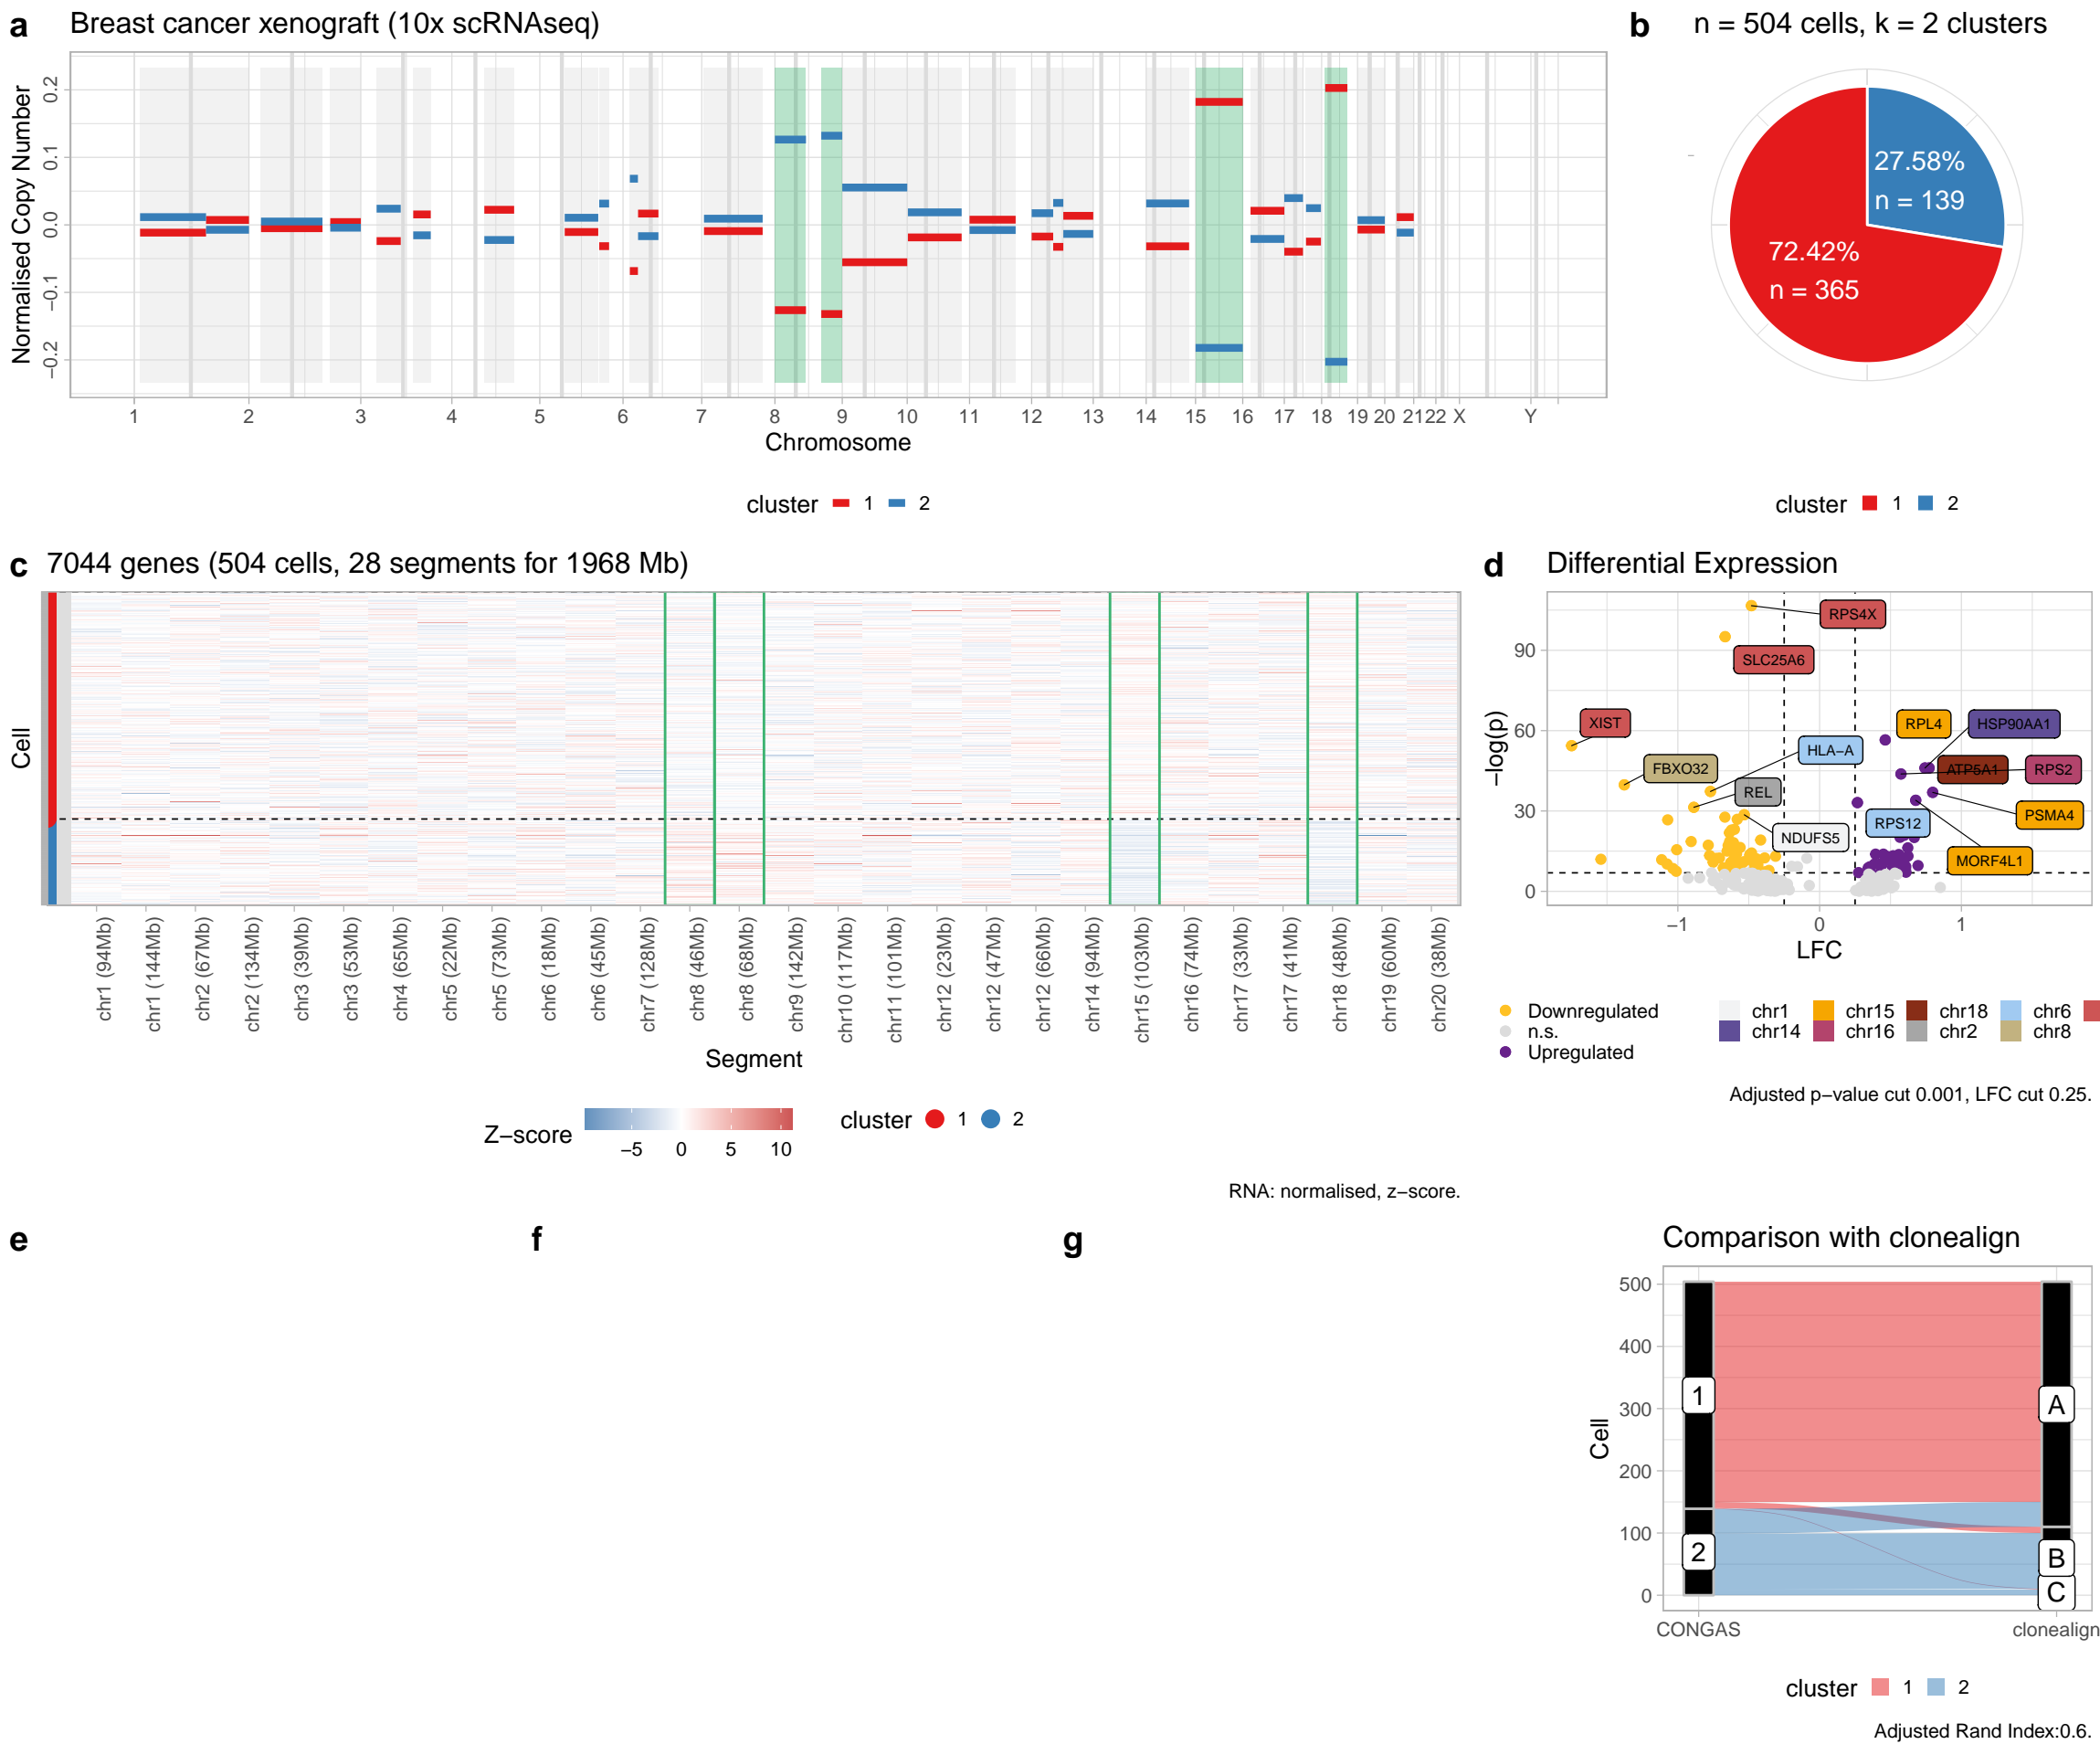 a Breast cancer xenograft (10x scRNAseq)
Normalised Copy Number
0.2
0.1
0.0
−0.1
−0.2
1 2 3 4 5 6 7 8 9 10 11 12 13 14 15 16 17 18 19 20 21 22 X Y
Chromosome
cluster 1 2
b n = 504 cells, k = 2 clusters
27.58%
n = 139
72.42%
n = 365
cluster 1 2
c 7044 genes (504 cells, 28 segments for 1968 Mb)
Cell
chr1 (94Mb)
chr1 (144Mb)
chr2 (67Mb)
chr2 (134Mb)
chr3 (39Mb)
chr3 (53Mb)
chr4 (65Mb)
chr5 (22Mb)
chr5 (73Mb)
chr6 (18Mb)
chr6 (45Mb)
chr7 (128Mb)
chr8 (46Mb)
chr8 (68Mb)
chr9 (142Mb)
chr10 (117Mb)
chr11 (101Mb)
chr12 (23Mb)
chr12 (47Mb)
chr12 (66Mb)
chr14 (94Mb)
chr15 (103Mb)
chr16 (74Mb)
chr17 (33Mb)
chr17 (41Mb)
chr18 (48Mb)
chr19 (60Mb)
chr20 (38Mb)
Segment
Z−score
−5 0 5 10
cluster 1 2
RNA: normalised, z−score.
d Differential Expression
−log(p)
90
60
30
0
RPS4X
SLC25A6
XIST
RPL4
HSP90AA1
HLA−A
FBXO32
ATP5A1
RPS2
REL
PSMA4
RPS12
NDUFS5
MORF4L1
−1 0 1
LFC
Downregulated
n.s.
Upregulated
chr1 chr15 chr18 chr6
chr14 chr16 chr2 chr8
Adjusted p−value cut 0.001, LFC cut 0.25.
e
f
g
Comparison with clonealign
Cell
500
400
300
200
100
0
1
2
A
B
C
CONGAS clonealign
cluster 1 2
Adjusted Rand Index:0.6.